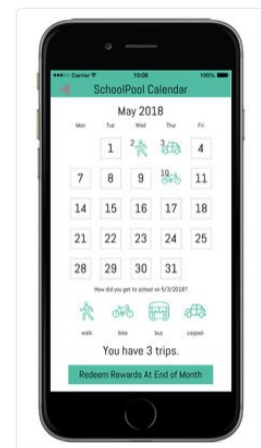 Carrier 10:08 100%
SchoolPool Calendar
May 2018
Mon Tue Wed Thur Fri
1 2 3 4
7 8 9 10 11
14 15 16 17 18
21 22 23 24 25
28 29 30 31
How did you get to school on 5/3/2018?
walk bike bus carpool
You have 3 trips.
Redeem Rewards At End of Month